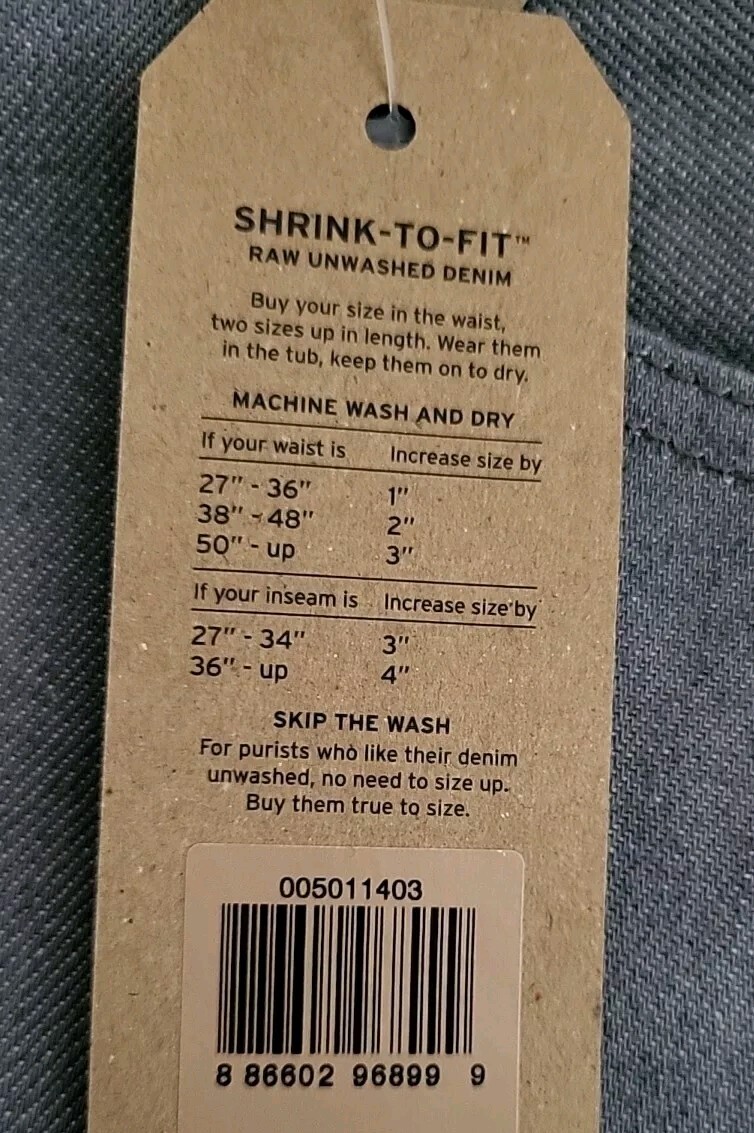 SHRINK-TO-FIT™
RAW UNWASHED DENIM
Buy your size in the waist,
two sizes up in length. Wear them
in the tub, keep them on to dry.
MACHINE WASH AND DRY
If your waist is Increase size by
27" - 36" 1"
38" - 48" 2"
50" - up 3"
If your inseam is Increase size by
27" - 34" 3"
36" - up 4"
SKIP THE WASH
For purists who like their denim
unwashed, no need to size up.
Buy them true to size.
005011403
8 86602 96899 9